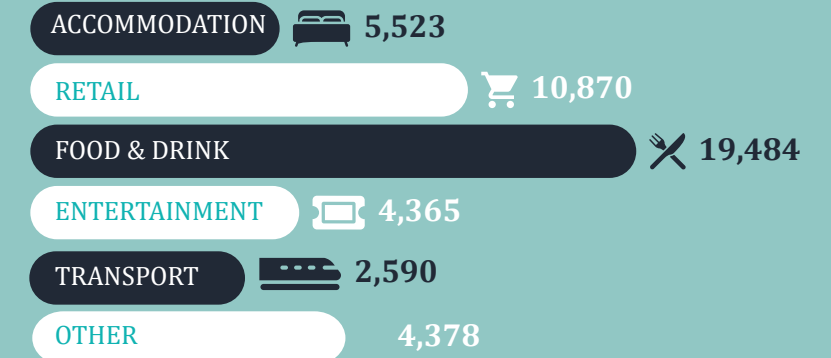 ACCOMMODATION 5,523
RETAIL 10,870
FOOD & DRINK 19,484
ENTERTAINMENT 4,365
TRANSPORT 2,590
OTHER 4,378